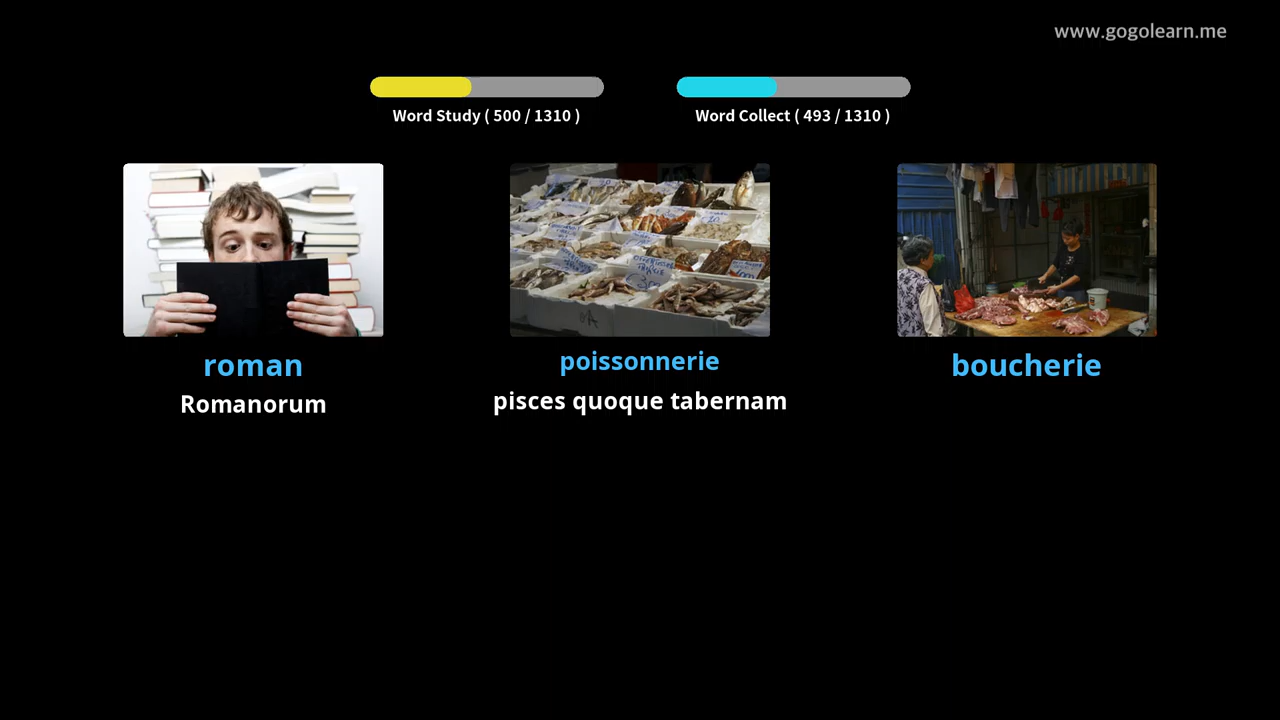 www.gogolearn.me
Word Study ( 500 / 1310 )
Word Collect ( 493 / 1310 )
roman
Romanorum
poissonnerie
pisces quoque tabernam
boucherie